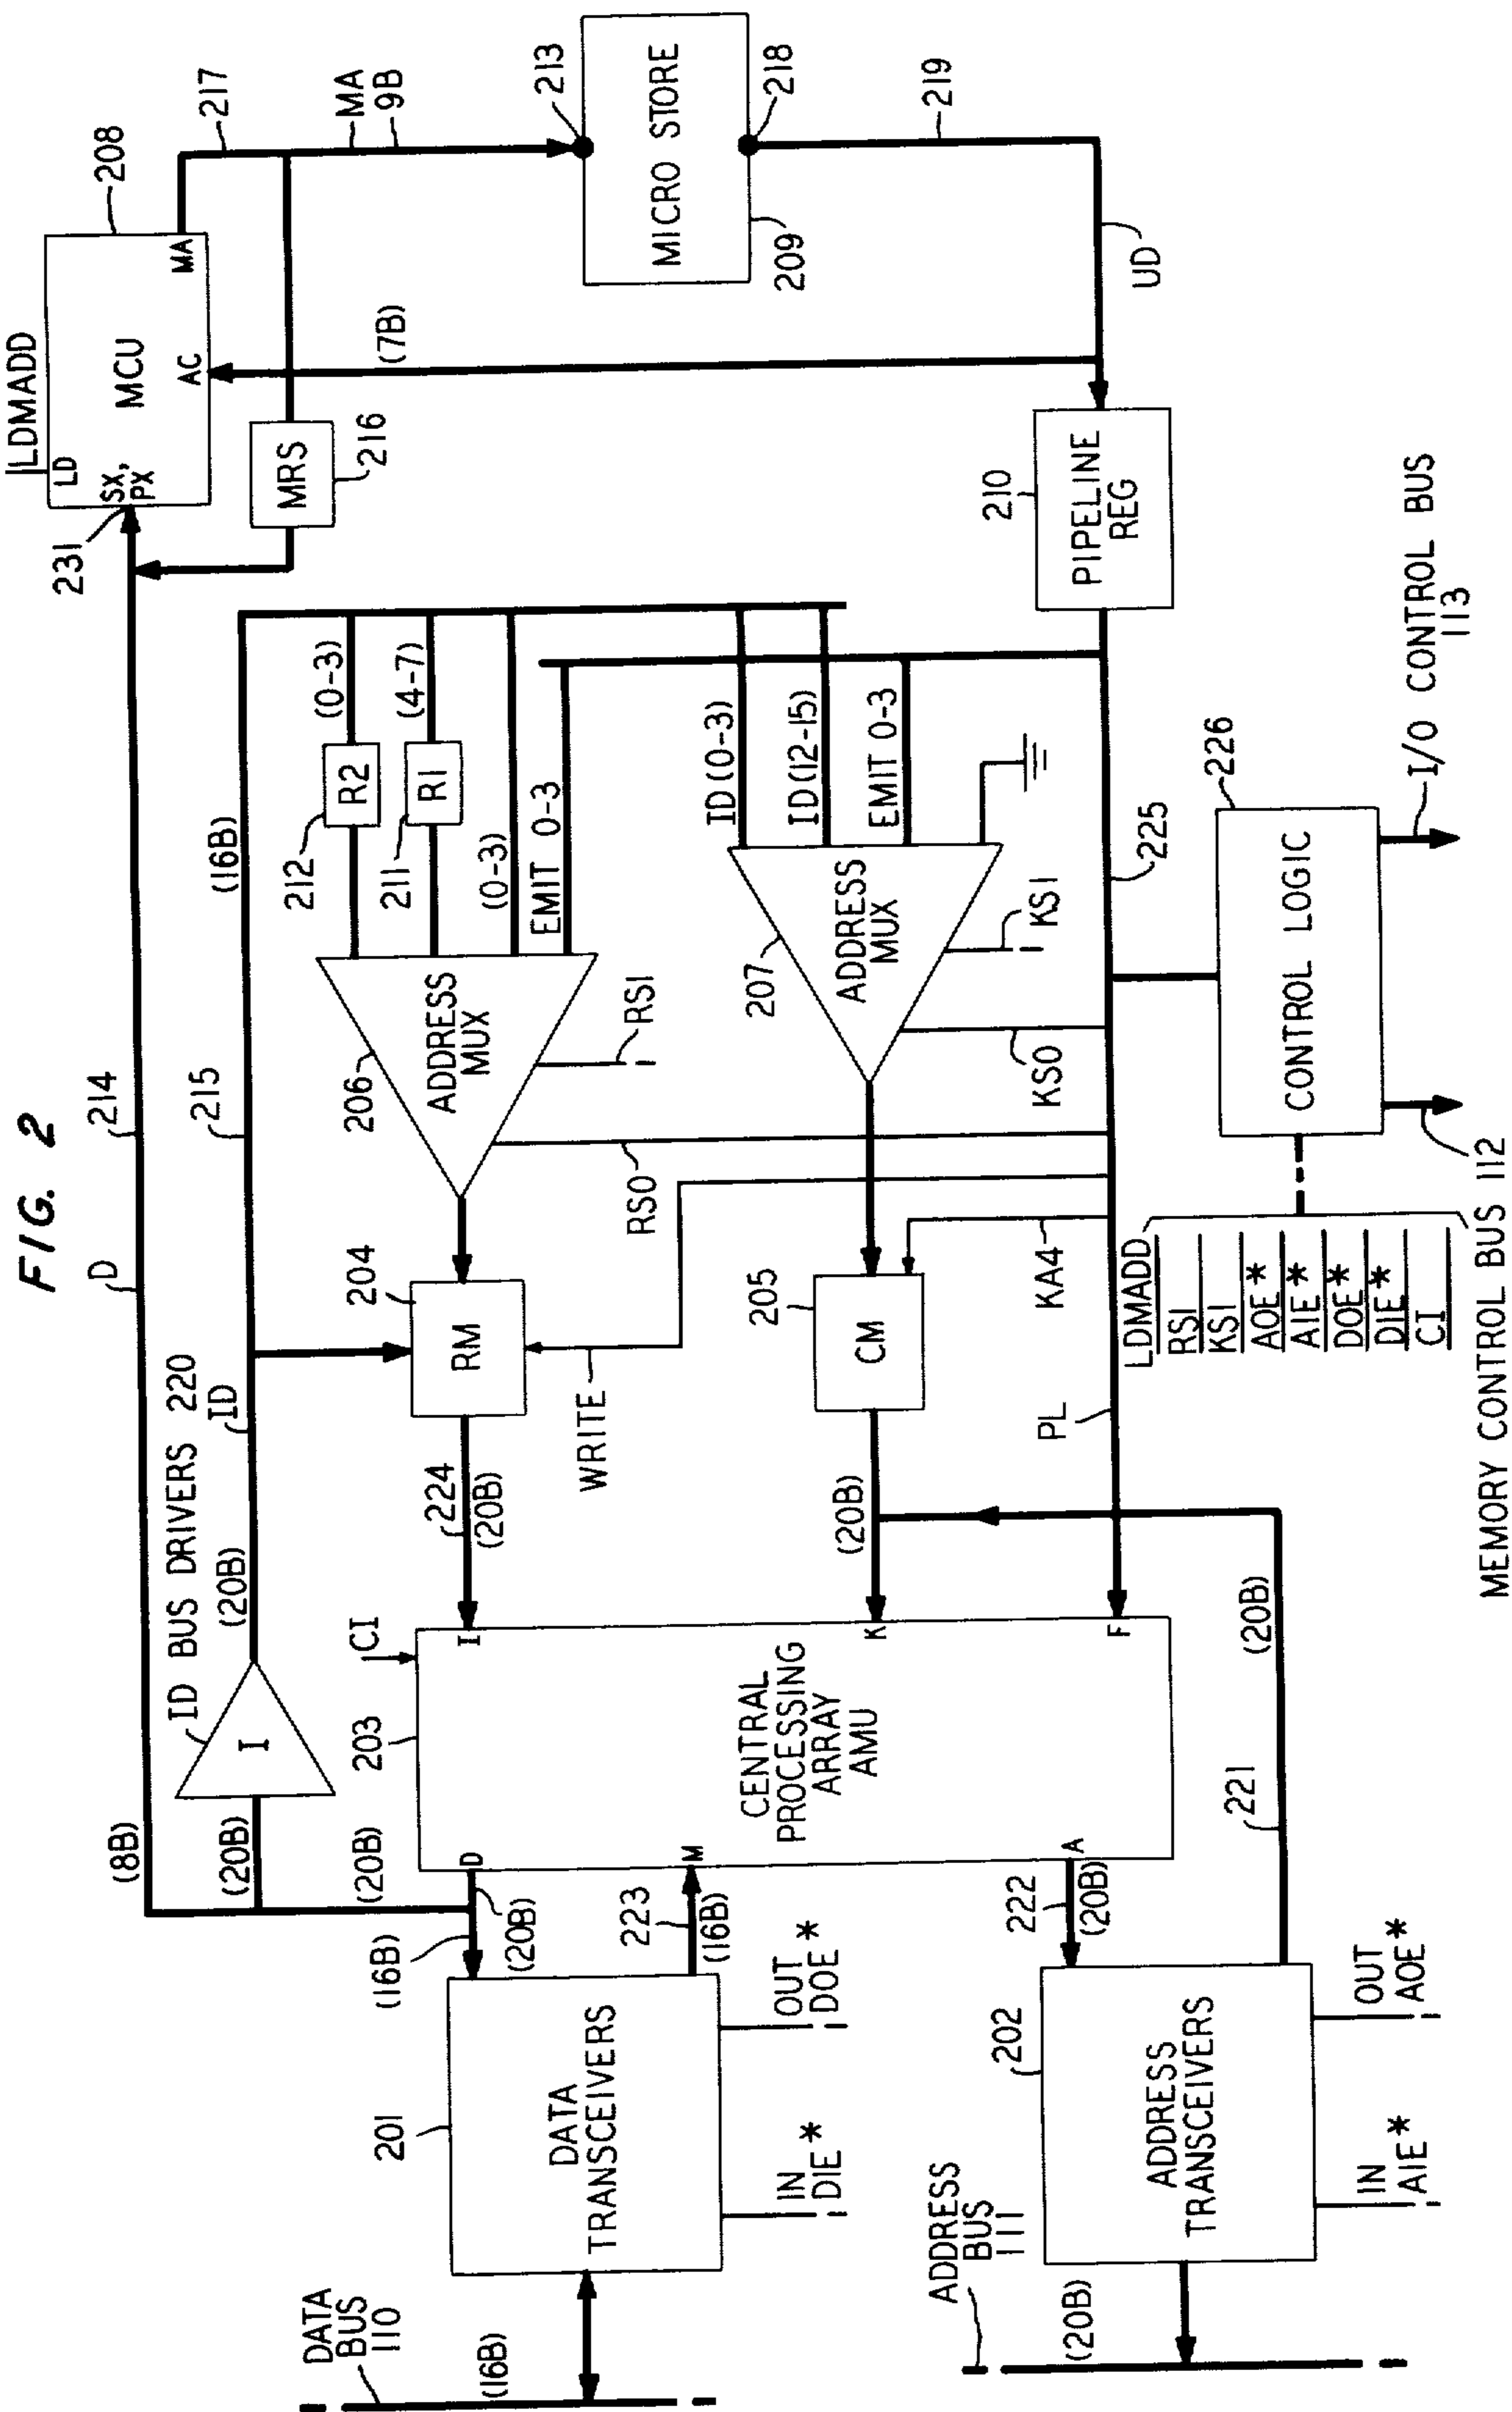 FIG. 2
LDMADD
LD
SX,
PX
MCU
AC
MA
208
217
MA
9B
213
MICRO STORE
209
218
219
UD
(7B)
MRS
216
231
PIPELINE
REG
210
D
214
(8B)
215
(16B)
ID BUS DRIVERS 220
ID
I
(20B)
(20B)
(20B)
(0-3)
R2
212
(4-7)
R1
211
(0-3)
EMIT 0-3
ADDRESS
MUX
206
RS1
RS0
ID(0-3)
ID(12-15)
EMIT 0-3
ADDRESS
MUX
207
KS1
KS0
225
204
RM
WRITE
224
(20B)
205
CM
KA4
(20B)
PL
CI
203
CENTRAL
PROCESSING
ARRAY
AMU
I
K
F
D
M
A
(16B)
(20B)
223
(16B)
222
(20B)
221
(20B)
201
DATA
TRANSCEIVERS
IN
DIE*
OUT
DOE*
DATA
BUS
110
(16B)
202
ADDRESS
TRANSCEIVERS
IN
AIE*
OUT
AOE*
ADDRESS
BUS
111
(20B)
226
CONTROL LOGIC
I/O CONTROL BUS
113
MEMORY CONTROL BUS 112
LDMADD
RS1
KS1
AOE*
AIE*
DOE*
DIE*
CI